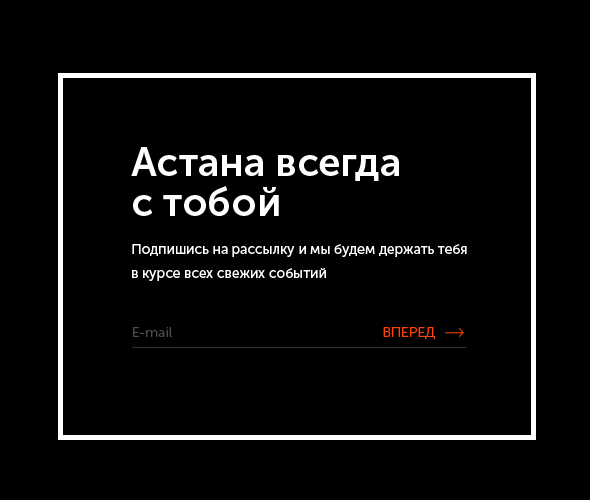 Астана всегда
с тобой
Подпишись на рассылку и мы будем держать тебя
в курсе всех свежих событий
E-mail ВПЕРЕД